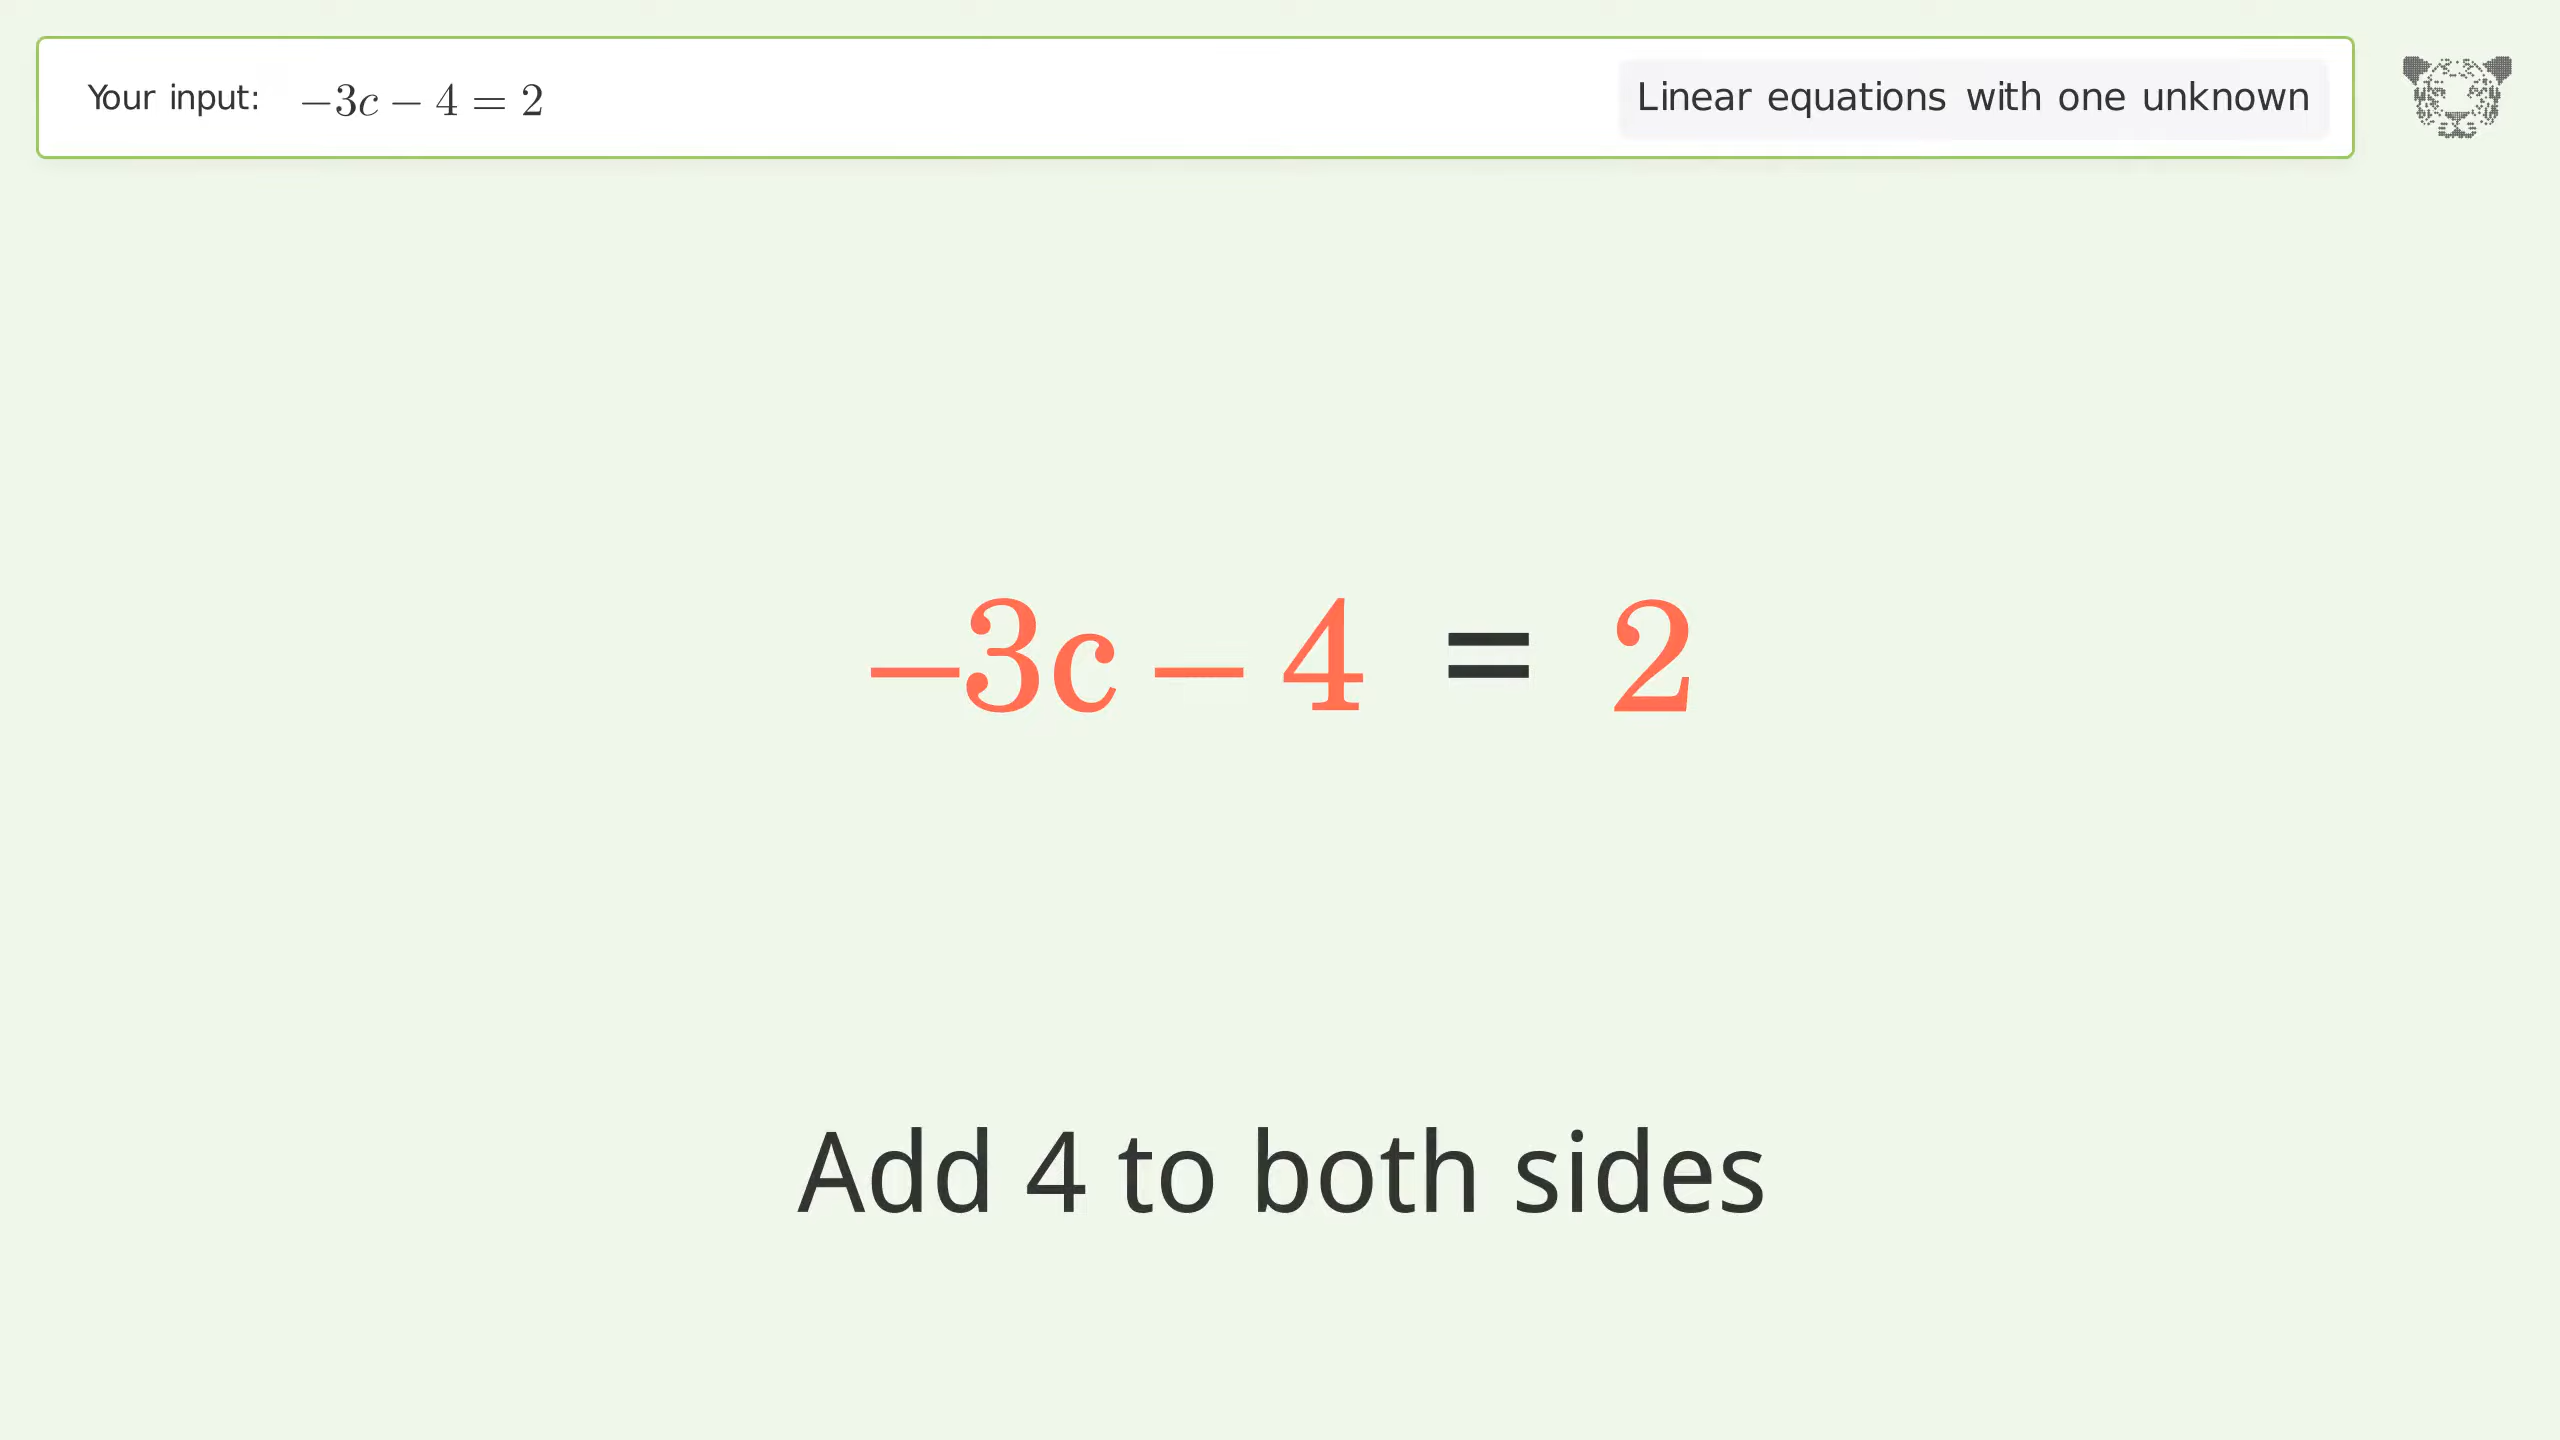 Your input: −3c − 4 = 2
Linear equations with one unknown
−3c − 4 = 2
Add 4 to both sides